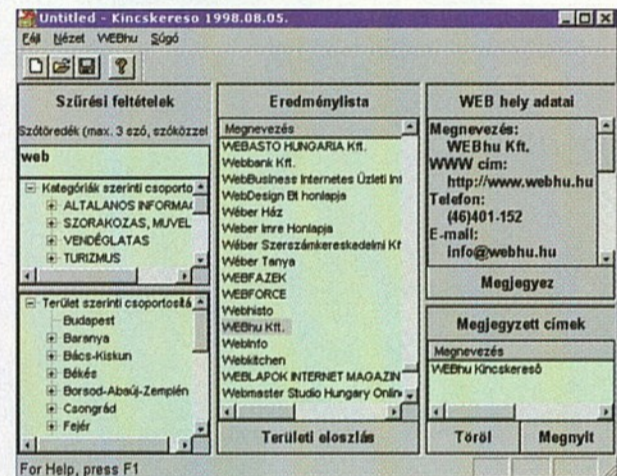 Untitled - Kincskereso 1998.08.05.
Fájl Nézet WEBhu Súgó
Szűrési feltételek
Szótöredék (max. 3 szó, szóközzel
web
Kategóriák szerinti csoporto
ALTALANOS INFORMA
SZORAKOZAS, MUVEL
VENDÉGLATAS
TURIZMUS
Terület szerinti csoportosítá
Budapest
Baranya
Bács-Kiskun
Békés
Borsod-Abaúj-Zemplén
Csongrád
Fejér
Eredménylista
Megnevezés
WEBASTO HUNGARIA Kft.
Webbank Kft.
WebBusiness Internetes Üzleti Int
WebDesign Bt honlapja
Wéber Ház
Weber Imre Honlapja
Wéber Szerszámkereskedelmi Kf
Wéber Tanya
WEBFAZEK
WEBFORCE
Webhisto
WEBhu Kft.
WebInfo
Webkitchen
WEBLAPOK INTERNET MAGAZIN
Webmaster Studio Hungary Online
Területi eloszlás
WEB hely adatai
Megnevezés:
WEBhu Kft.
WWW cím:
http://www.webhu.hu
Telefon:
(46)401-152
E-mail:
info@webhu.hu
Megjegyez
Megjegyzett címek
Megnevezés
WEBhu Kincskereső
Töröl Megnyit
For Help, press F1